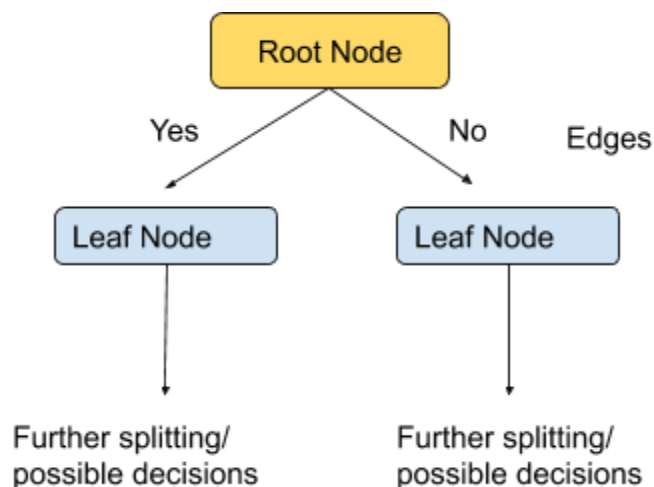 Root Node
Yes
No
Edges
Leaf Node
Leaf Node
Further splitting/
possible decisions
Further splitting/
possible decisions